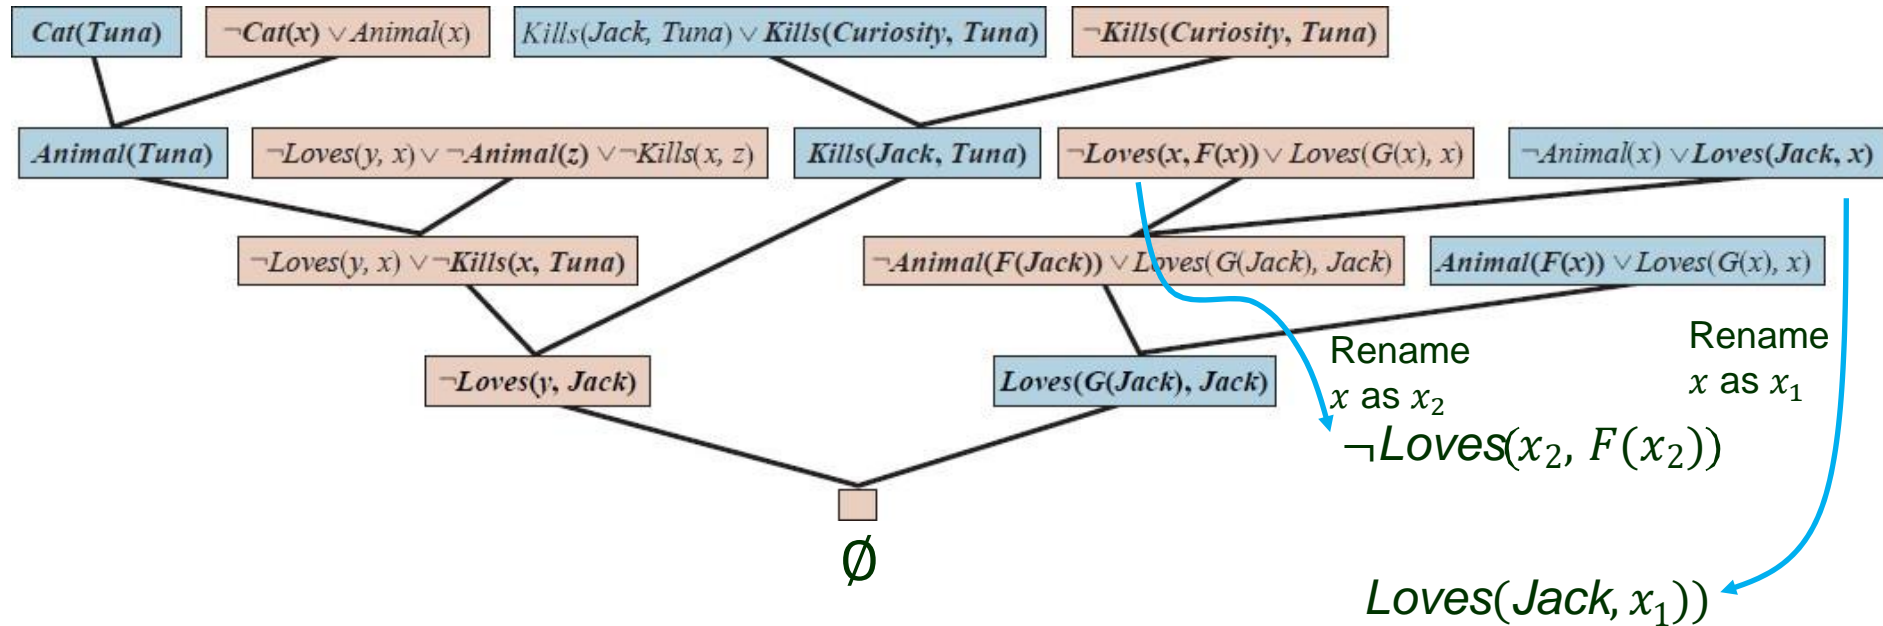 Cat(Tuna)
¬Cat(x) ∨ Animal(x)
Kills(Jack, Tuna) ∨ Kills(Curiosity, Tuna)
¬Kills(Curiosity, Tuna)
Animal(Tuna)
¬Loves(y, x) ∨ ¬Animal(z) ∨ ¬Kills(x, z)
Kills(Jack, Tuna)
¬Loves(x, F(x)) ∨ Loves(G(x), x)
¬Animal(x) ∨ Loves(Jack, x)
¬Loves(y, x) ∨ ¬Kills(x, Tuna)
¬Animal(F(Jack)) ∨ Loves(G(Jack), Jack)
Animal(F(x)) ∨ Loves(G(x), x)
¬Loves(y, Jack)
Loves(G(Jack), Jack)
Rename
x as x₂
Rename
x as x₁
¬Loves(x₂, F(x₂))
∅
Loves(Jack, x₁))